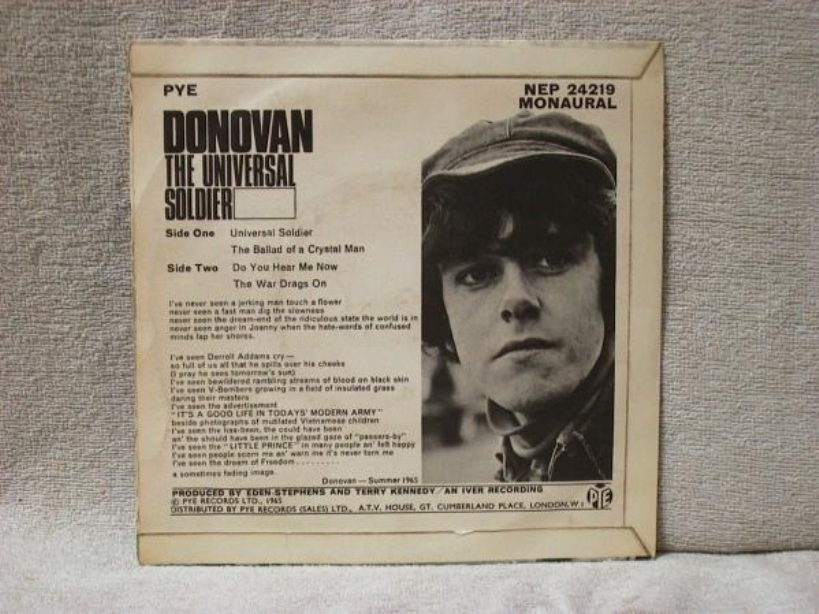 PYE
NEP 24219
MONAURAL
DONOVAN
THE UNIVERSAL
SOLDIER
Side One Universal Soldier
The Ballad of a Crystal Man
Side Two Do You Hear Me Now
The War Drags On
I've never seen a jerking man touch a flower
never seen a fast man dig the slowness
never seen the dream-end of the ridiculous state the world is in
never seen anger in Joanny when the hate-words of confused
minds lap her shores.
I've seen Derroll Addams cry—
so full of us all that he spills over his cheeks
(I pray he sees tomorrow's sun)
I've seen bewildered rambling streams of blood on black skin
I've seen V-Bombers growing in a field of insulated grass
daring their masters
I've seen the advertisement
"IT'S A GOOD LIFE IN TODAYS' MODERN ARMY"
beside photographs of mutilated Vietnamese children
I've seen the has-been, the could have been
an' the should have been in the glazed gaze of "passers-by"
I've seen the "LITTLE PRINCE" in many people an' felt happy
I've seen people scorn me an' warn me it's never torn me
I've seen the dream of Freedom.........
a sometimes fading image.
Donovan — Summer 1965
PRODUCED BY EDEN-STEPHENS AND TERRY KENNEDY/AN IVER RECORDING
© PYE RECORDS LTD., 1965
DISTRIBUTED BY PYE RECORDS (SALES) LTD., A.T.V. HOUSE, GT. CUMBERLAND PLACE, LONDON, W1
PYE